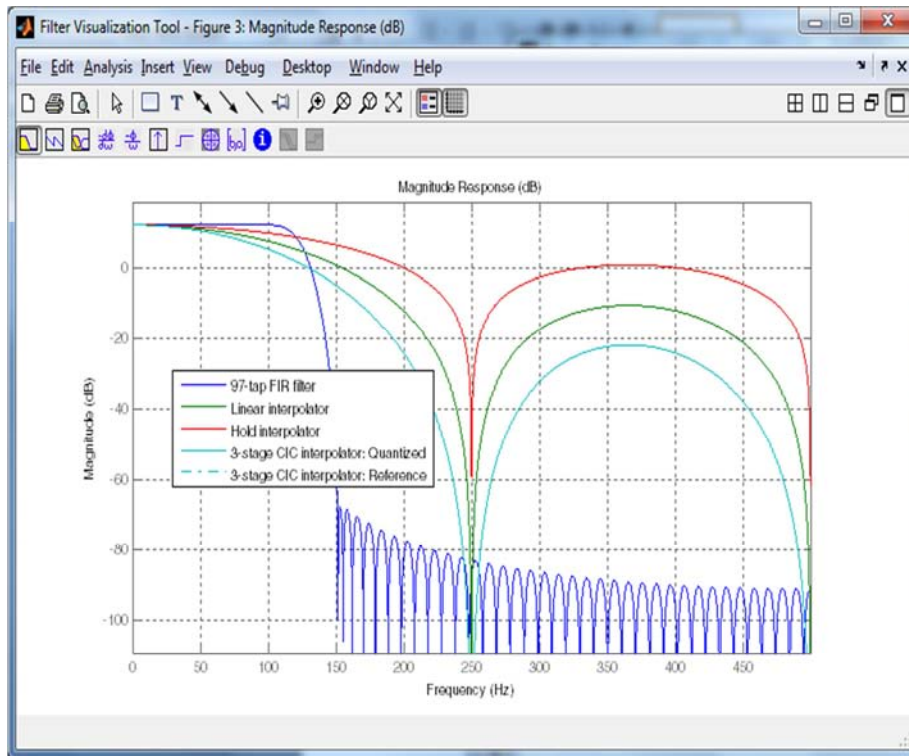 Filter Visualization Tool - Figure 3: Magnitude Response (dB)
File Edit Analysis Insert View Debug Desktop Window Help
Magnitude Response (dB)
0
-20
-40
-60
-80
-100
Magnitude (dB)
97-tap FIR filter
Linear interpolator
Hold interpolator
3-stage CIC interpolator: Quantized
3-stage CIC interpolator: Reference
0 50 100 150 200 250 300 350 400 450
Frequency (Hz)